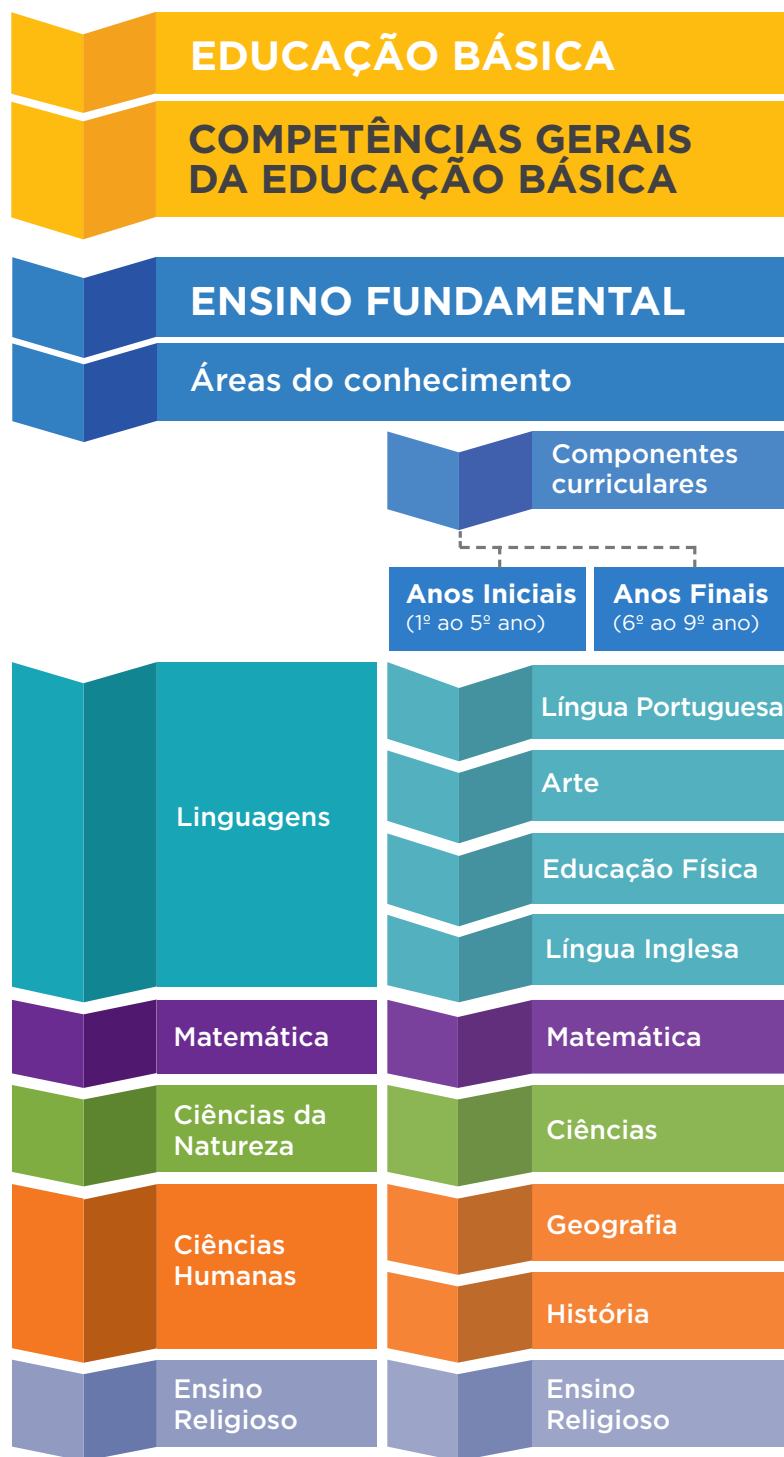 EDUCAÇÃO BÁSICA
COMPETÊNCIAS GERAIS
DA EDUCAÇÃO BÁSICA
ENSINO FUNDAMENTAL
Áreas do conhecimento
Componentes
curriculares
Anos Iniciais
(1º ao 5º ano)
Anos Finais
(6º ao 9º ano)
Linguagens
Língua Portuguesa
Arte
Educação Física
Língua Inglesa
Matemática
Matemática
Ciências da
Natureza
Ciências
Ciências
Humanas
Geografia
História
Ensino
Religioso
Ensino
Religioso